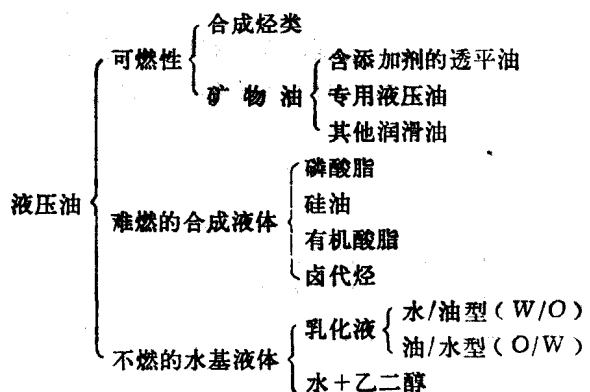 合成烃类
可燃性
含添加剂的透平油
矿物油
专用液压油
其他润滑油
磷酸脂
硅油
液压油
难燃的合成液体
有机酸脂
卤代烃
水/油型(W/O)
乳化液
油/水型(O/W)
不燃的水基液体
水+乙二醇